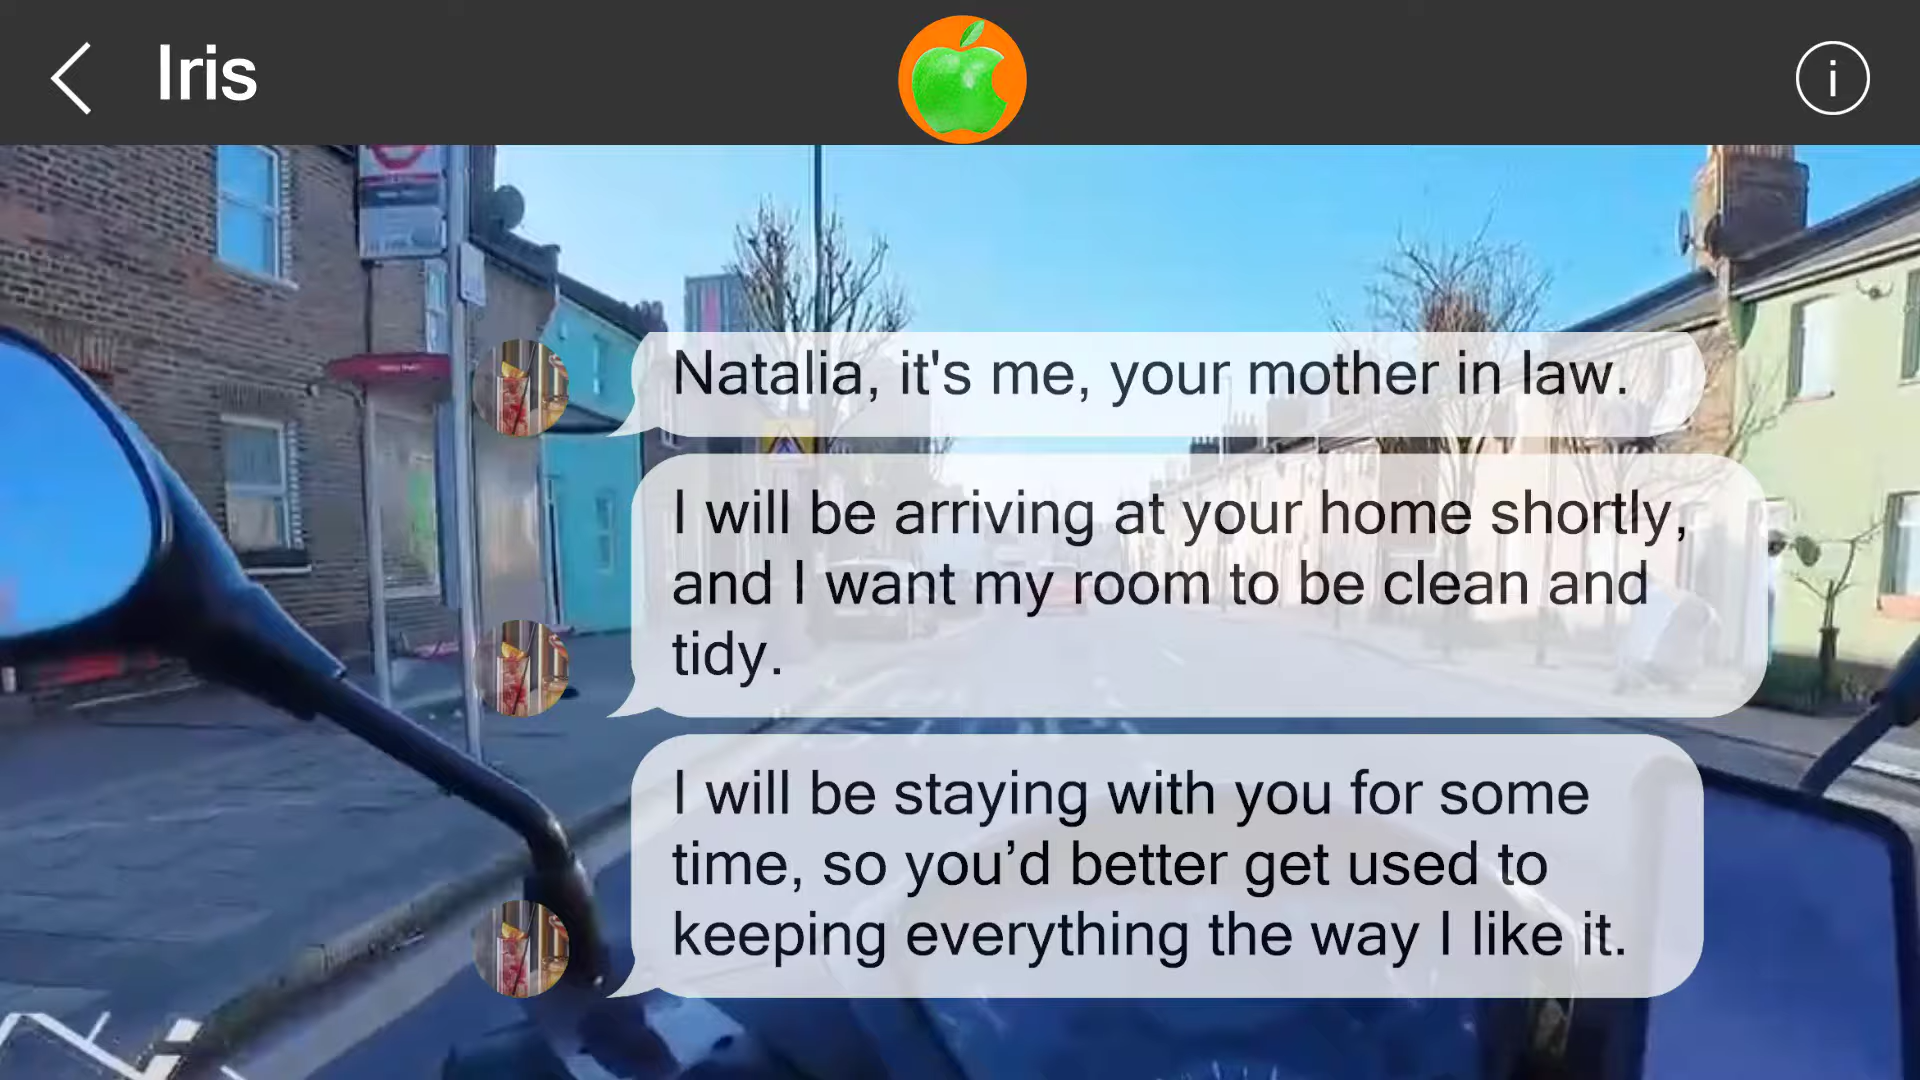 Iris
Natalia, it's me, your mother in law.
I will be arriving at your home shortly,
and I want my room to be clean and
tidy.
I will be staying with you for some
time, so you’d better get used to
keeping everything the way I like it.